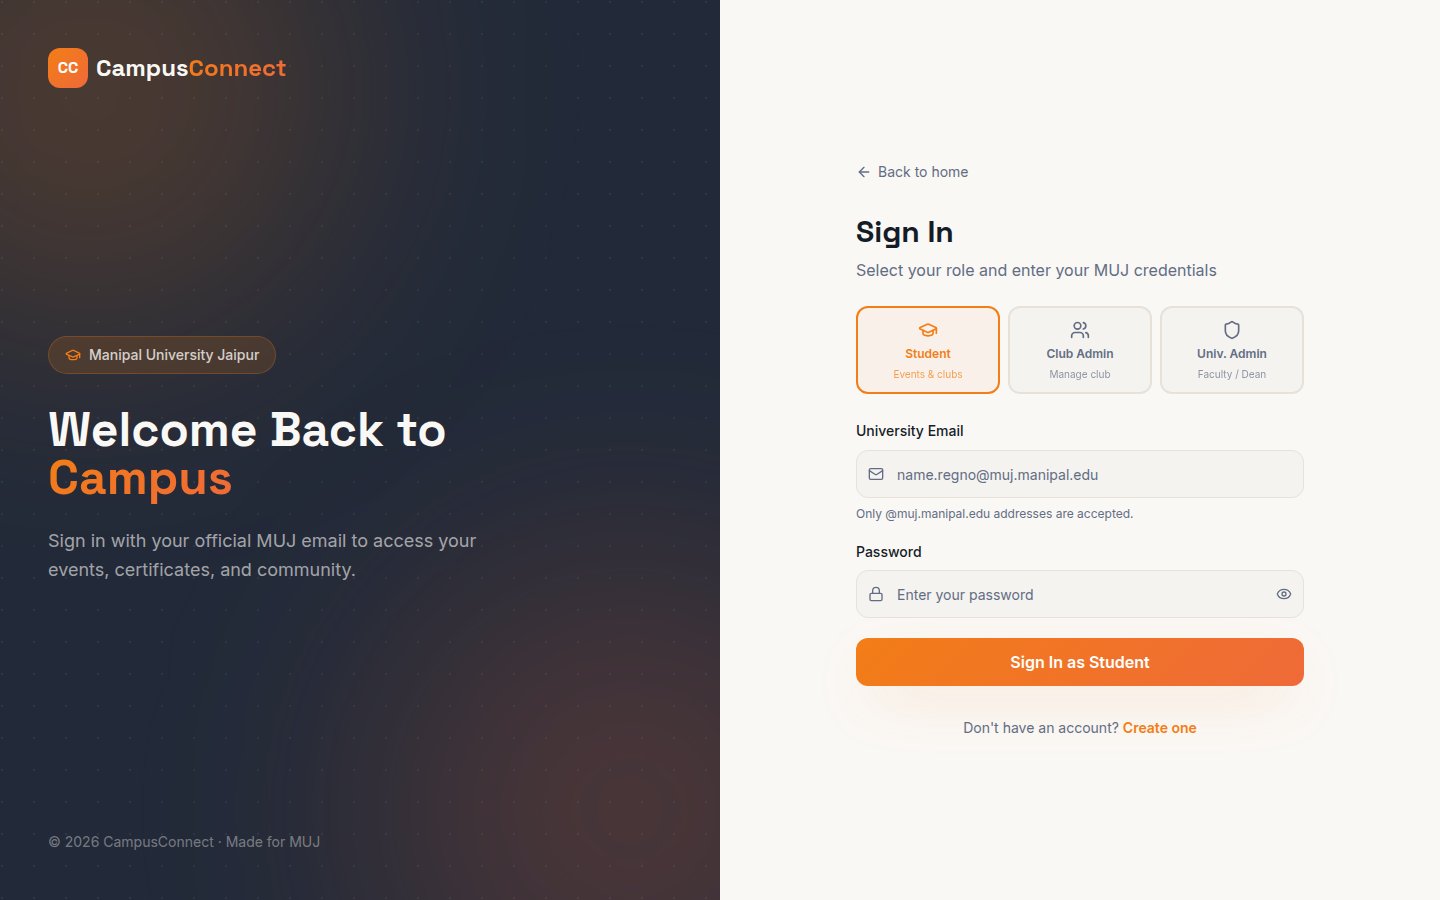 CC CampusConnect
Manipal University Jaipur
Welcome Back to
Campus
Sign in with your official MUJ email to access your
events, certificates, and community.
© 2026 CampusConnect · Made for MUJ
Back to home
Sign In
Select your role and enter your MUJ credentials
Student
Events & clubs
Club Admin
Manage club
Univ. Admin
Faculty / Dean
University Email
name.regno@muj.manipal.edu
Only @muj.manipal.edu addresses are accepted.
Password
Enter your password
Sign In as Student
Don't have an account? Create one